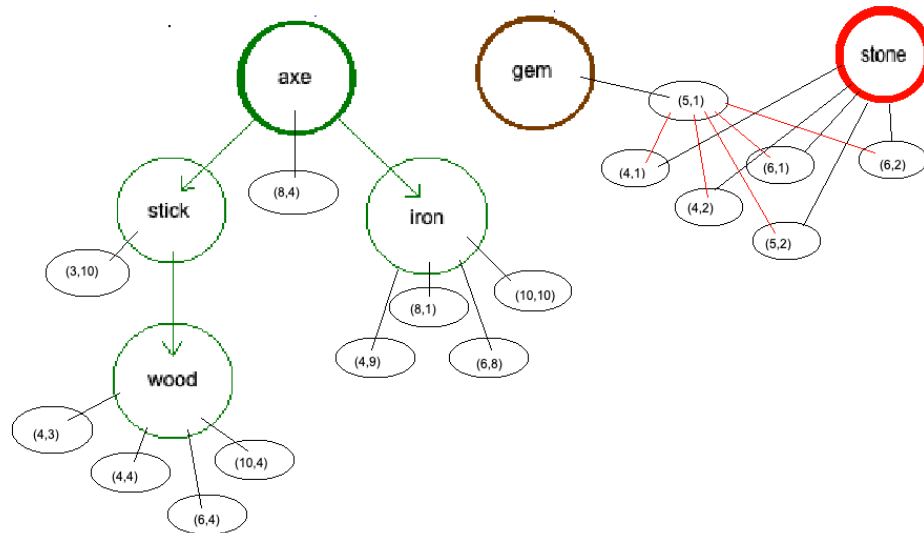 axe
gem
stone
(5,1)
(4,1)
(6,1)
(6,2)
(8,4)
(4,2)
stick
iron
(5,2)
(3,10)
(10,10)
(8,1)
(4,9)
(6,8)
wood
(4,3)
(10,4)
(4,4)
(6,4)